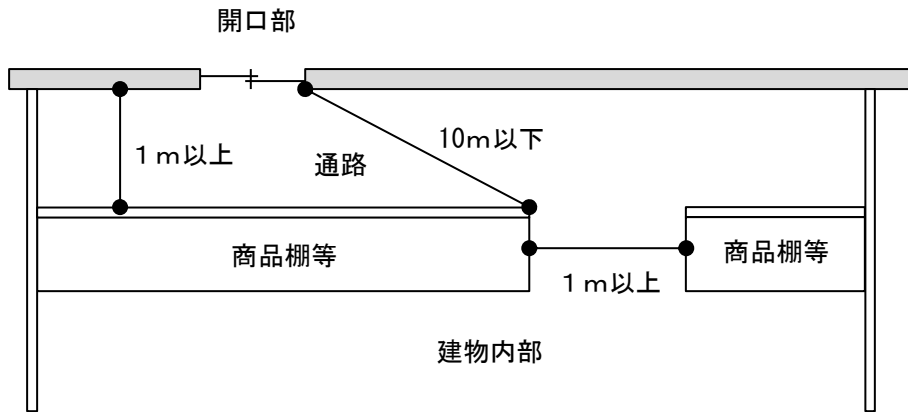 開口部
1ｍ以上
通路
10ｍ以下
商品棚等
商品棚等
1ｍ以上
建物内部